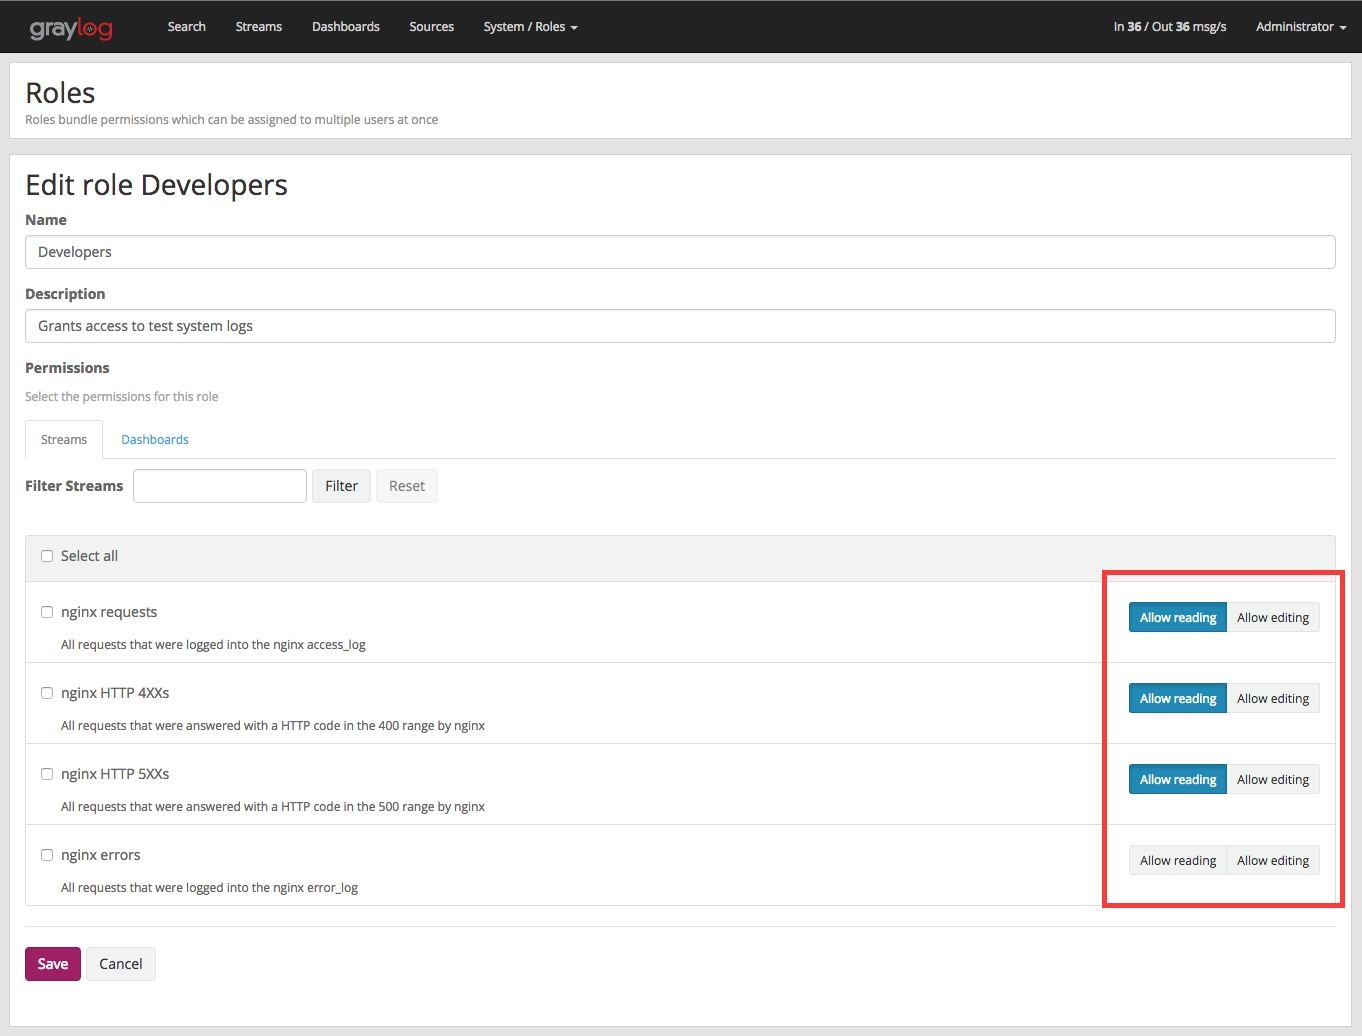 graylog Search Streams Dashboards Sources System / Roles In 36 / Out 36 msg/s Administrator
Roles
Roles bundle permissions which can be assigned to multiple users at once
Edit role Developers
Name
Developers
Description
Grants access to test system logs
Permissions
Select the permissions for this role
Streams Dashboards
Filter Streams Filter Reset
Select all
nginx requests Allow reading Allow editing
All requests that were logged into the nginx access_log
nginx HTTP 4XXs Allow reading Allow editing
All requests that were answered with a HTTP code in the 400 range by nginx
nginx HTTP 5XXs Allow reading Allow editing
All requests that were answered with a HTTP code in the 500 range by nginx
nginx errors Allow reading Allow editing
All requests that were logged into the nginx error_log
Save Cancel